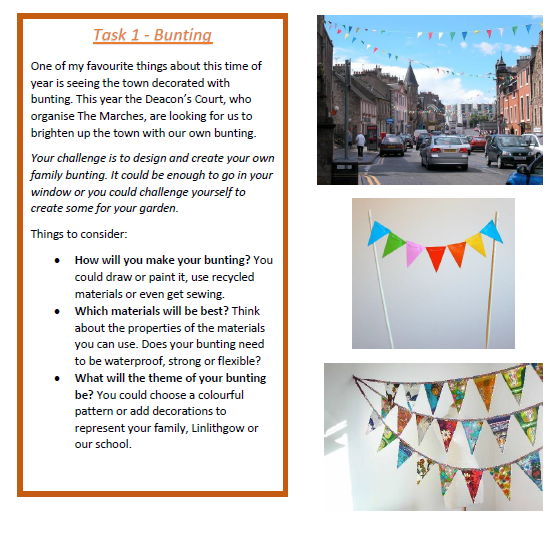 Task 1 - Bunting
One of my favourite things about this time of
year is seeing the town decorated with
bunting. This year the Deacon's Court, who
organise The Marches, are looking for us to
brighten up the town with our own bunting.
Your challenge is to design and create your own
family bunting. It could be enough to go in your
window or you could challenge yourself to
create some for your garden.
Things to consider:
• How will you make your bunting? You
could draw or paint it, use recycled
materials or even get sewing.
• Which materials will be best? Think
about the properties of the materials
you can use. Does your bunting need
to be waterproof, strong or flexible?
• What will the theme of your bunting
be? You could choose a colourful
pattern or add decorations to
represent your family, Linlithgow or
our school.